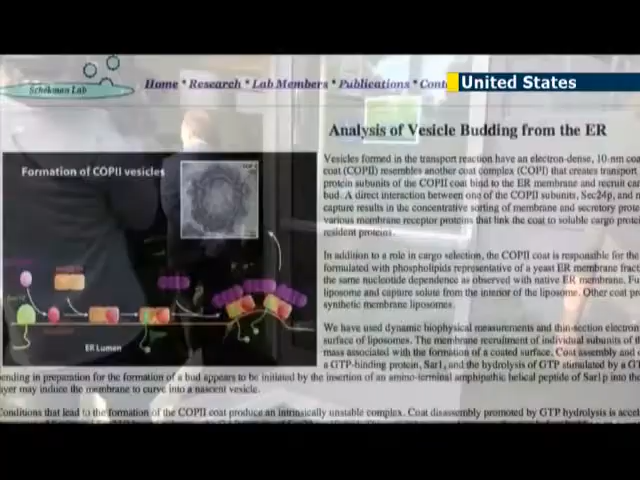 United States
Schekman Lab
Home * Research * Lab Members * Publications * Cont
Analysis of Vesicle Budding from the ER
Formation of COPII vesicles
ER Lumen
Vesicles formed in the transport reaction have an electron-dense, 10-nm coa
coat (COPII) resembles another coat complex (COPI) that creates transport
protein subunits of the COPII coat bind to the ER membrane and recruit ca
bud. A direct interaction between one of the COPII subunits, Sec24p, and m
capture results in the concentrative sorting of membrane and secretory prote
various membrane receptor proteins that link the coat to soluble cargo protei
resident proteins.
In addition to a role in cargo selection, the COPII coat is responsible for the
formulated with phospholipids representative of a yeast ER membrane fract
the same nucleotide dependence as observed with native ER membrane. Fu
liposome and capture solute from the interior of the liposome. Other coat pr
synthetic membrane liposomes.
We have used dynamic biophysical measurements and thin-section electron
surface of liposomes. The membrane recruitment of individual subunits of th
mass associated with the formation of a coated surface. Coat assembly and
a GTP-binding protein, Sar1, and the hydrolysis of GTP stimulated by a GT
ending in preparation for the formation of a bud appears to be initiated by the insertion of an amino-terminal amphipathic helical peptide of Sar1p into the
ayer may induce the membrane to curve into a nascent vesicle.
Conditions that lead to the formation of the COPII coat produce an intrinsically unstable complex. Coat disassembly promoted by GTP hydrolysis is accel